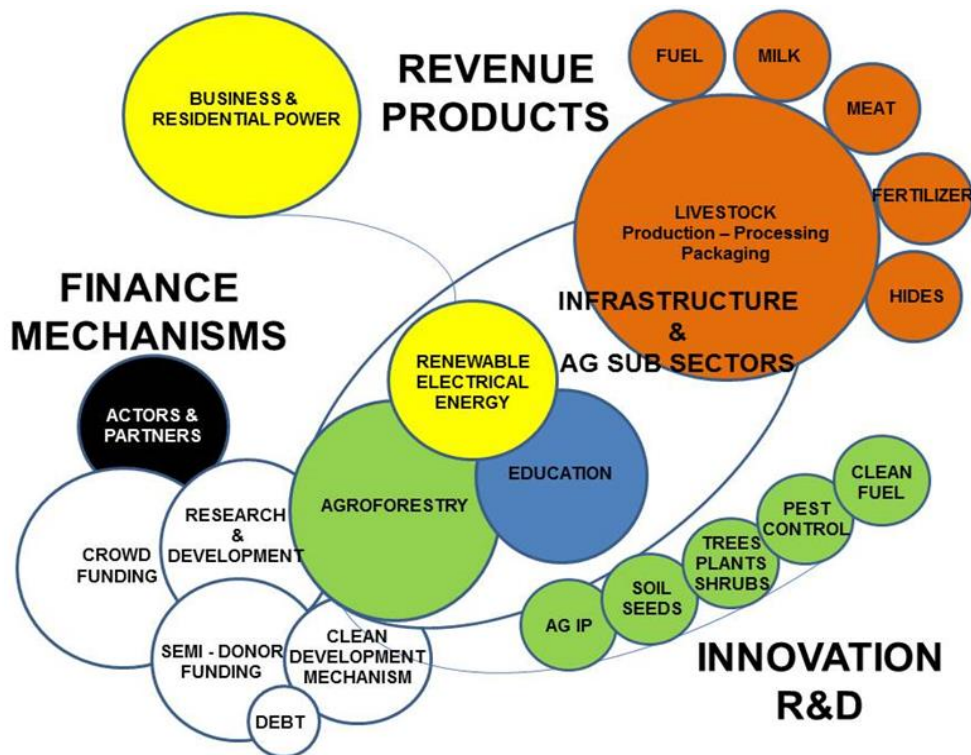 REVENUE
PRODUCTS
BUSINESS &
RESIDENTIAL POWER
FUEL
MILK
MEAT
FERTILIZER
HIDES
LIVESTOCK
Production – Processing
Packaging
INFRASTRUCTURE
&
AG SUB SECTORS
FINANCE
MECHANISMS
RENEWABLE
ELECTRICAL
ENERGY
ACTORS &
PARTNERS
AGROFORESTRY
EDUCATION
RESEARCH
&
DEVELOPMENT
CROWD
FUNDING
SEMI - DONOR
FUNDING
CLEAN
DEVELOPMENT
MECHANISM
DEBT
CLEAN
FUEL
PEST
CONTROL
TREES
PLANTS
SHRUBS
SOIL
SEEDS
AG IP
INNOVATION
R&D